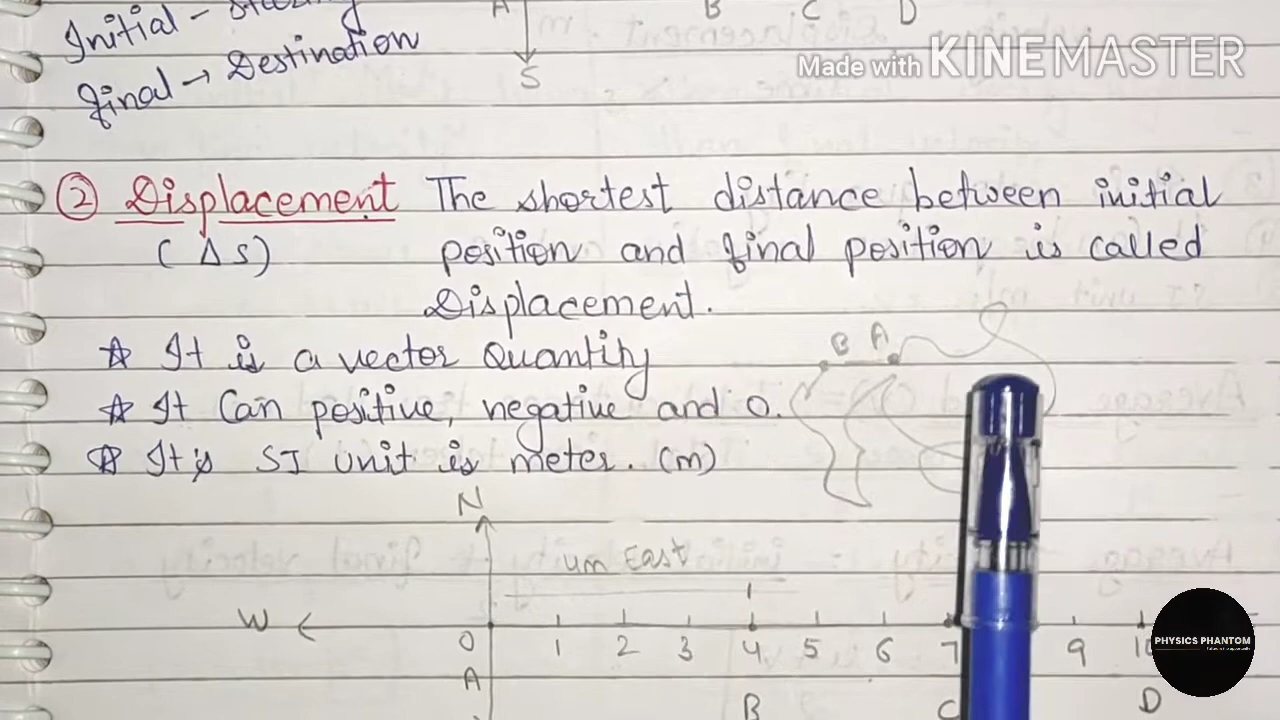 Initial -
A B C D
S
final → Destination
Made with KINEMASTER
② Displacement The shortest distance between initial
(Δs) position and final position is called
Displacement.
☆ It is a vector Quantity
B A
☆ It Can positive, negative and 0.
☆ It's SI unit is meter. (m)
N
4m East
W
0 1 2 3 4 5 6 7 9 10
A
B C D
PHYSICS PHANTOM